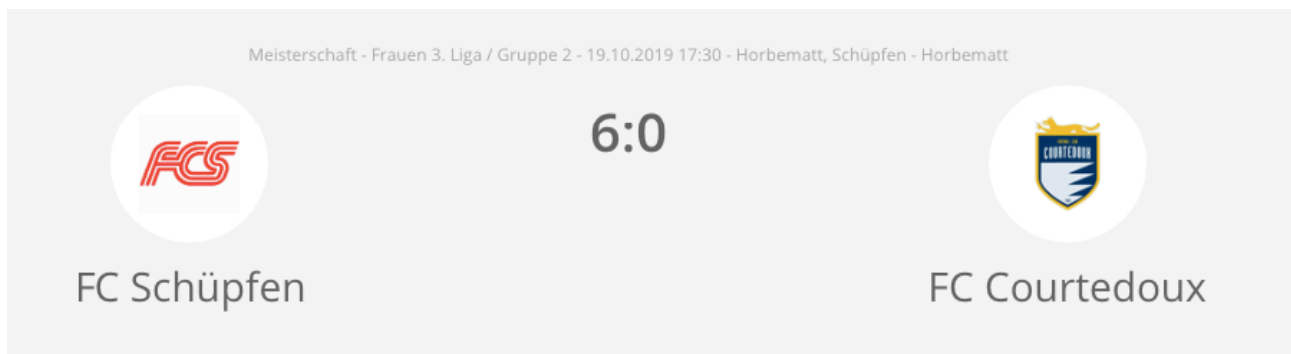 Meisterschaft - Frauen 3. Liga / Gruppe 2 - 19.10.2019 17:30 - Horbematt, Schüpfen - Horbematt
6:0
FCS
COURTEDOUX
FC Schüpfen
FC Courtedoux